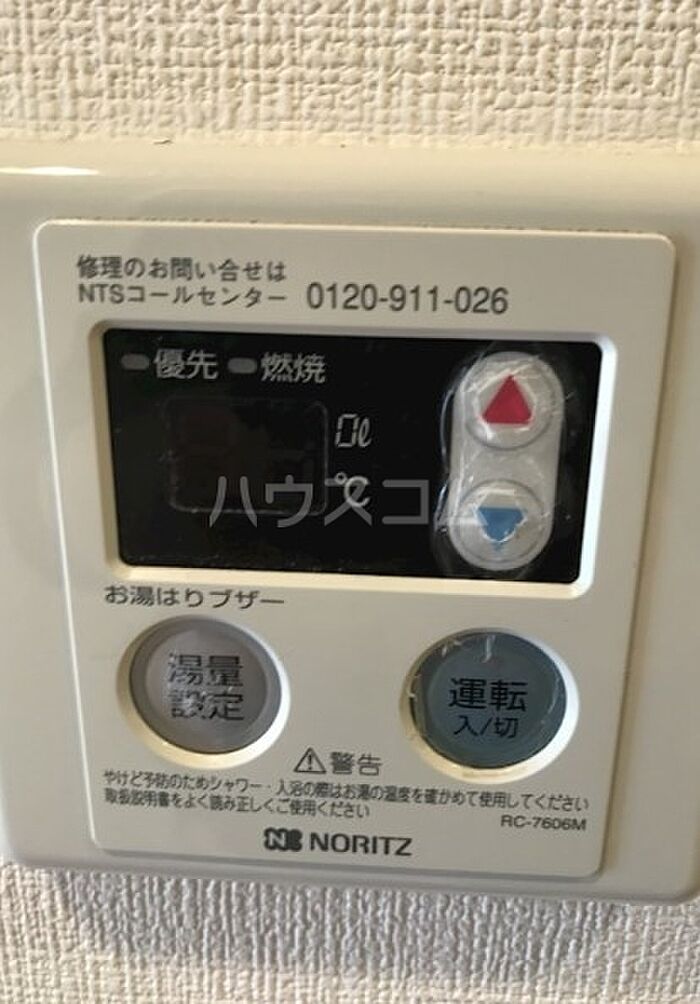 修理のお問い合せは
NTSコールセンター 0120-911-026
優先 燃焼
0ℓ
℃
ハウスコム
お湯はりブザー
湯量
設定
運転
入/切
⚠警告
やけど予防のためシャワー・入浴の際はお湯の温度を確かめて使用してください
取扱説明書をよく読み正しくご使用ください
RC-7606M
NORITZ